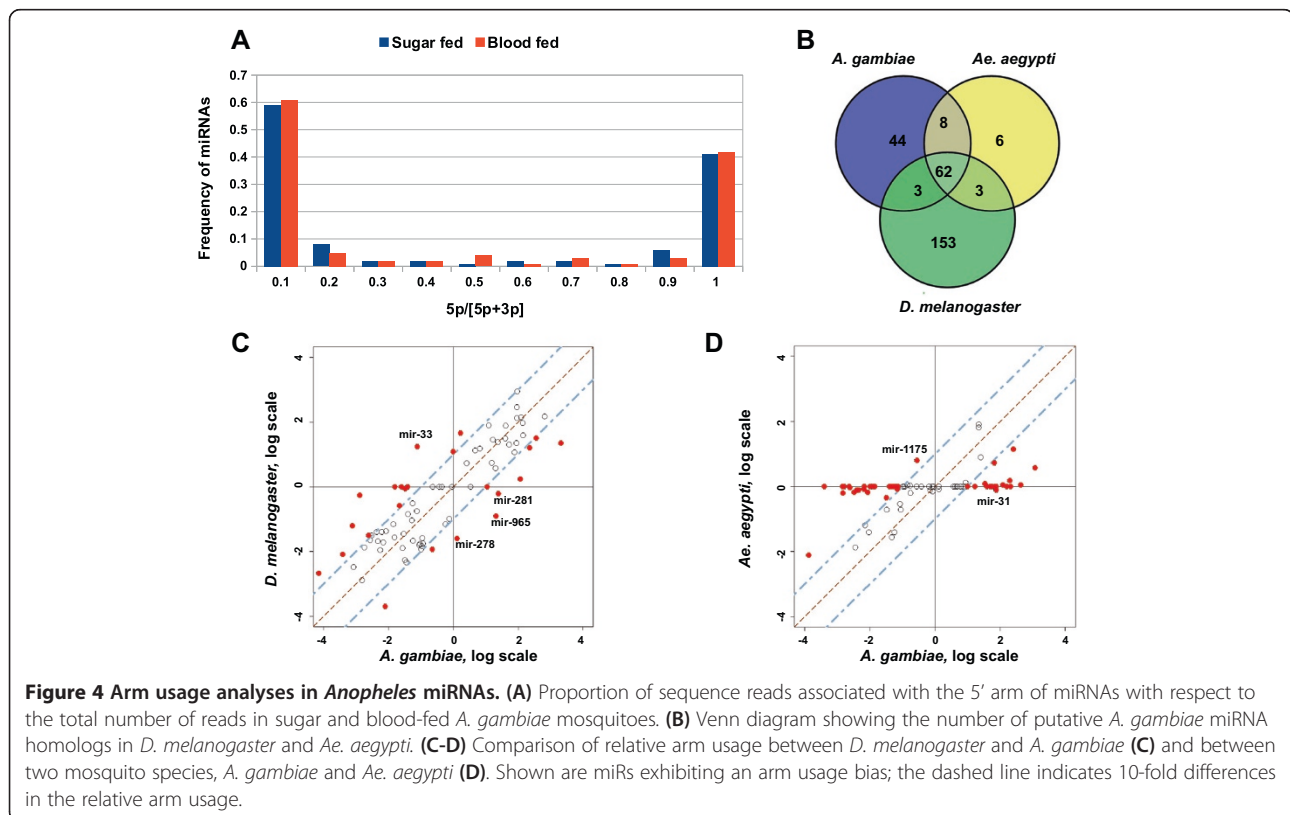 A
Sugar fed Blood fed
Frequency of miRNAs
0.7
0.6
0.5
0.4
0.3
0.2
0.1
0
0.1 0.2 0.3 0.4 0.5 0.6 0.7 0.8 0.9 1
5p/[5p+3p]
B
A. gambiae
Ae. aegypti
44
8
6
62
3
3
153
D. melanogaster
C
D. melanogaster, log scale
4
2
0
-2
-4
mir-33
mir-281
mir-965
mir-278
-4 -2 0 2 4
A. gambiae, log scale
D
Ae. aegypti, log scale
4
2
0
-2
-4
mir-1175
mir-31
-4 -2 0 2 4
A. gambiae, log scale
Figure 4 Arm usage analyses in Anopheles miRNAs. (A) Proportion of sequence reads associated with the 5′ arm of miRNAs with respect to
the total number of reads in sugar and blood-fed A. gambiae mosquitoes. (B) Venn diagram showing the number of putative A. gambiae miRNA
homologs in D. melanogaster and Ae. aegypti. (C-D) Comparison of relative arm usage between D. melanogaster and A. gambiae (C) and between
two mosquito species, A. gambiae and Ae. aegypti (D). Shown are miRs exhibiting an arm usage bias; the dashed line indicates 10-fold differences
in the relative arm usage.